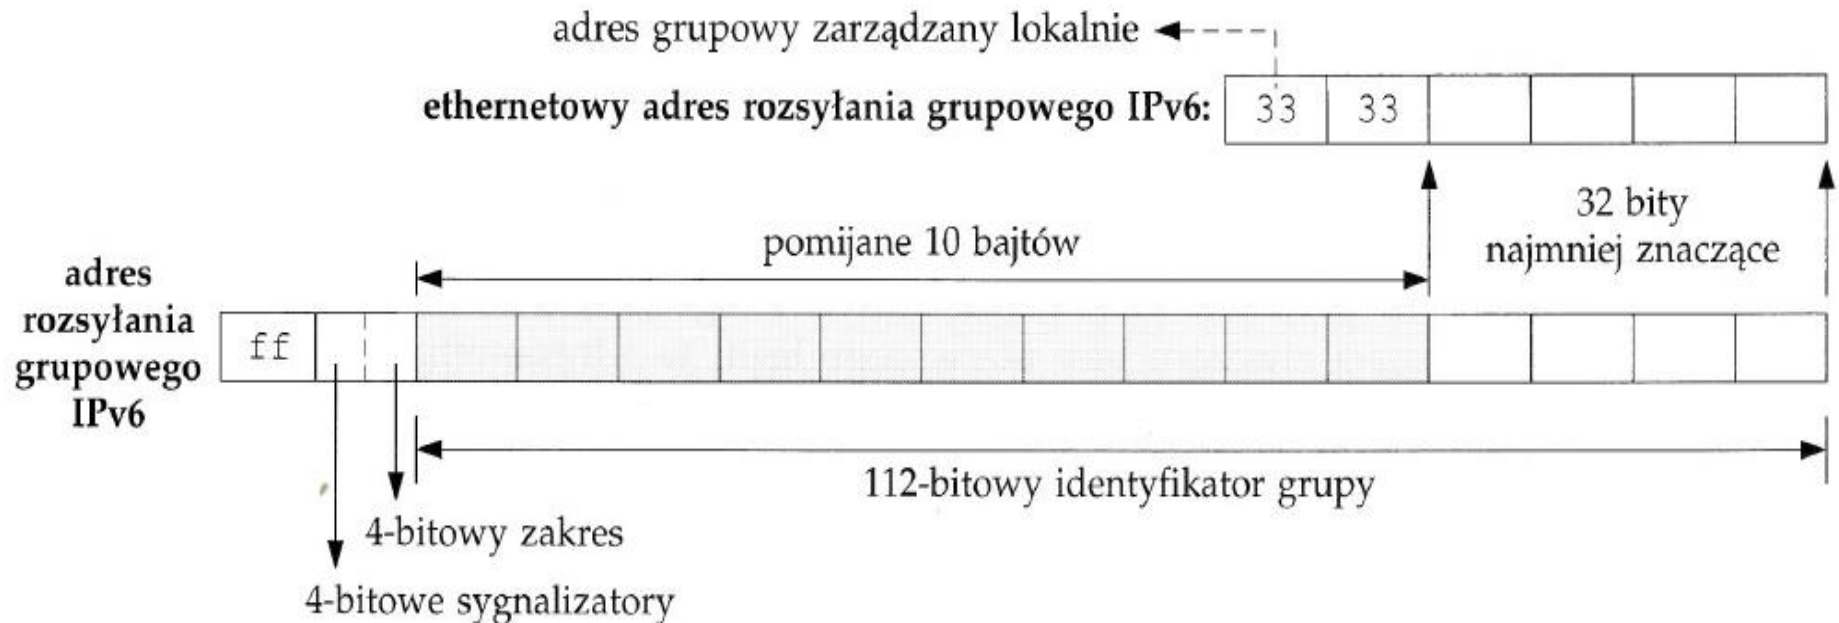 adres grupowy zarządzany lokalnie
ethernetowy adres rozsyłania grupowego IPv6: 33 33
32 bity
najmniej znaczące
pomijane 10 bajtów
adres
rozsyłania
grupowego
IPv6
ff
112-bitowy identyfikator grupy
4-bitowy zakres
4-bitowe sygnalizatory